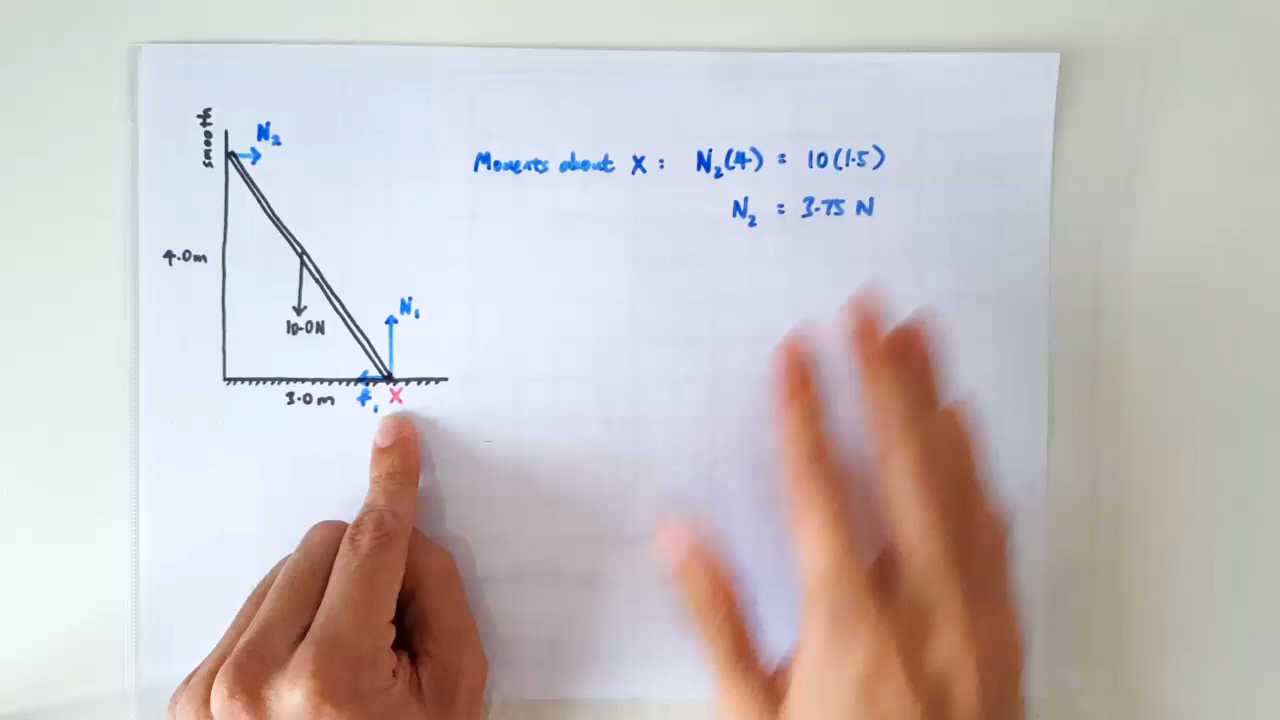 smooth
N₂
Moments about X : N₂(4) = 10(1.5)
N₂ = 3.75 N
4.0m
N₁
10.0N
3.0m
f₁
X